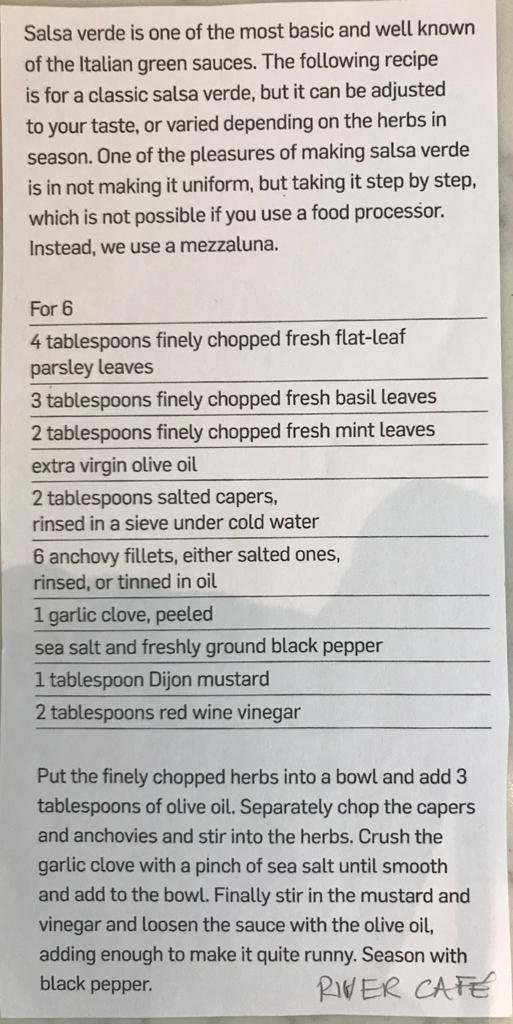 Salsa verde is one of the most basic and well known
of the Italian green sauces. The following recipe
is for a classic salsa verde, but it can be adjusted
to your taste, or varied depending on the herbs in
season. One of the pleasures of making salsa verde
is in not making it uniform, but taking it step by step,
which is not possible if you use a food processor.
Instead, we use a mezzaluna.
For 6
4 tablespoons finely chopped fresh flat-leaf
parsley leaves
3 tablespoons finely chopped fresh basil leaves
2 tablespoons finely chopped fresh mint leaves
extra virgin olive oil
2 tablespoons salted capers,
rinsed in a sieve under cold water
6 anchovy fillets, either salted ones,
rinsed, or tinned in oil
1 garlic clove, peeled
sea salt and freshly ground black pepper
1 tablespoon Dijon mustard
2 tablespoons red wine vinegar
Put the finely chopped herbs into a bowl and add 3
tablespoons of olive oil. Separately chop the capers
and anchovies and stir into the herbs. Crush the
garlic clove with a pinch of sea salt until smooth
and add to the bowl. Finally stir in the mustard and
vinegar and loosen the sauce with the olive oil,
adding enough to make it quite runny. Season with
black pepper.
RIVER CAFÉ